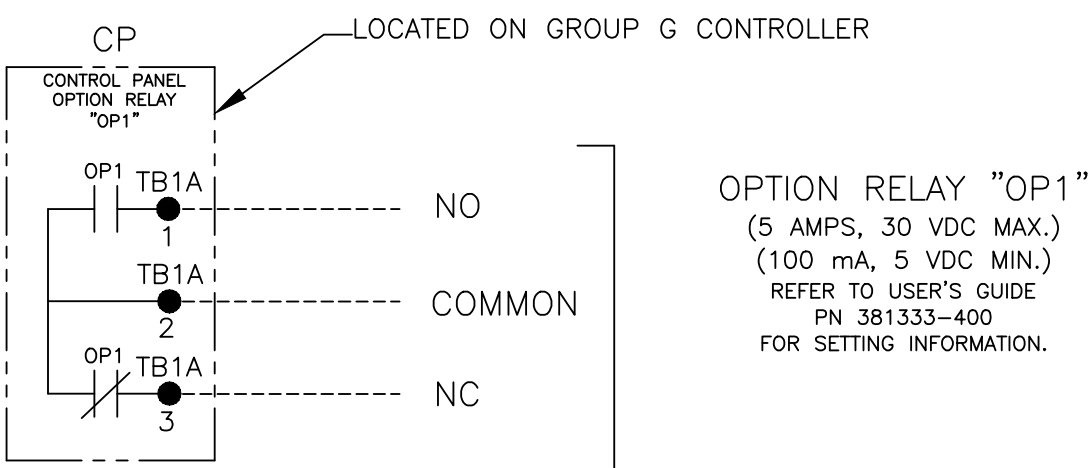 CP
LOCATED ON GROUP G CONTROLLER
CONTROL PANEL
OPTION RELAY
"OP1"
OP1
TB1A
1
NO
TB1A
2
COMMON
OP1
TB1A
3
NC
OPTION RELAY "OP1"
(5 AMPS, 30 VDC MAX.)
(100 mA, 5 VDC MIN.)
REFER TO USER'S GUIDE
PN 381333-400
FOR SETTING INFORMATION.